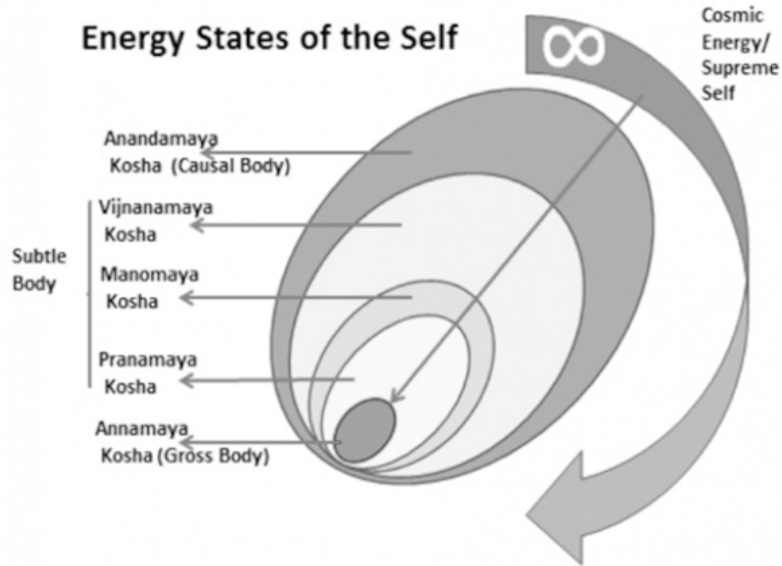 Energy States of the Self
∞
Cosmic
Energy/
Supreme
Self
Anandamaya
Kosha (Causal Body)
Vijnanamaya
Kosha
Subtle
Body
Manomaya
Kosha
Pranamaya
Kosha
Annamaya
Kosha (Gross Body)